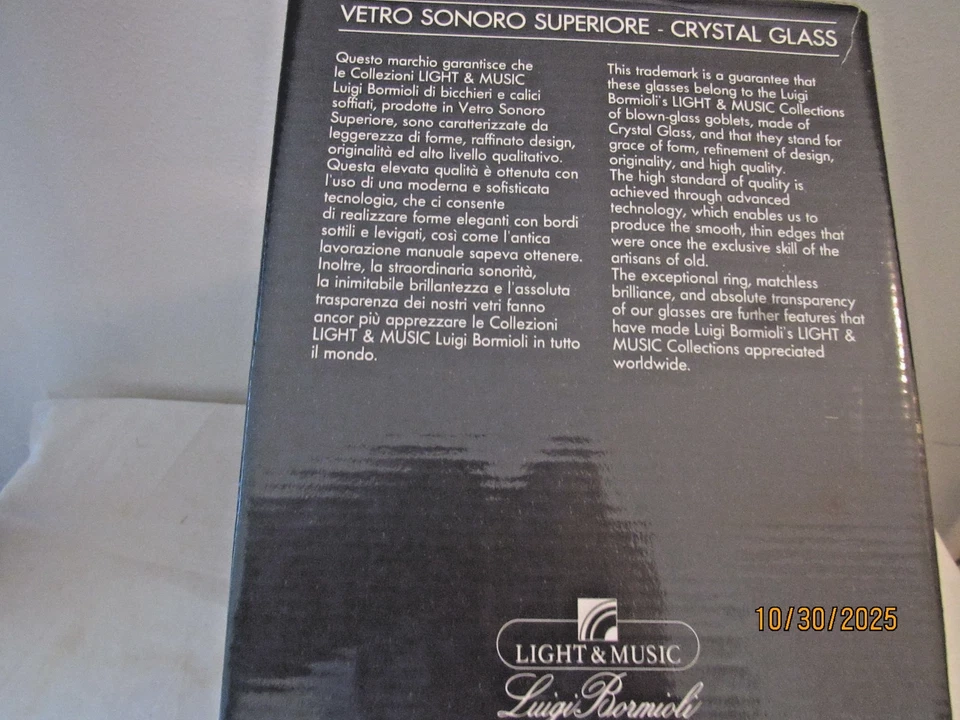 VETRO SONORO SUPERIORE - CRYSTAL GLASS
Questo marchio garantisce che
le Collezioni LIGHT & MUSIC
Luigi Bormioli di bicchieri e calici
soffiati, prodotte in Vetro Sonoro
Superiore, sono caratterizzate da
leggerezza di forme, raffinato design,
originalità ed alto livello qualitativo.
Questa elevata qualità è ottenuta con
l'uso di una moderna e sofisticata
tecnologia, che ci consente
di realizzare forme eleganti con bordi
sottili e levigati, così come l'antica
lavorazione manuale sapeva ottenere.
Inoltre, la straordinaria sonorità,
la inimitabile brillantezza e l'assoluta
trasparenza dei nostri vetri fanno
ancor più apprezzare le Collezioni
LIGHT & MUSIC Luigi Bormioli in tutto
il mondo.
This trademark is a guarantee that
these glasses belong to the Luigi
Bormioli's LIGHT & MUSIC Collections
of blown-glass goblets, made of
Crystal Glass, and that they stand for
grace of form, refinement of design,
originality, and high quality.
The high standard of quality is
achieved through advanced
technology, which enables us to
produce the smooth, thin edges that
were once the exclusive skill of the
artisans of old.
The exceptional ring, matchless
brilliance, and absolute transparency
of our glasses are further features that
have made Luigi Bormioli's LIGHT &
MUSIC Collections appreciated
worldwide.
10/30/2025
LIGHT & MUSIC
Luigi Bormioli